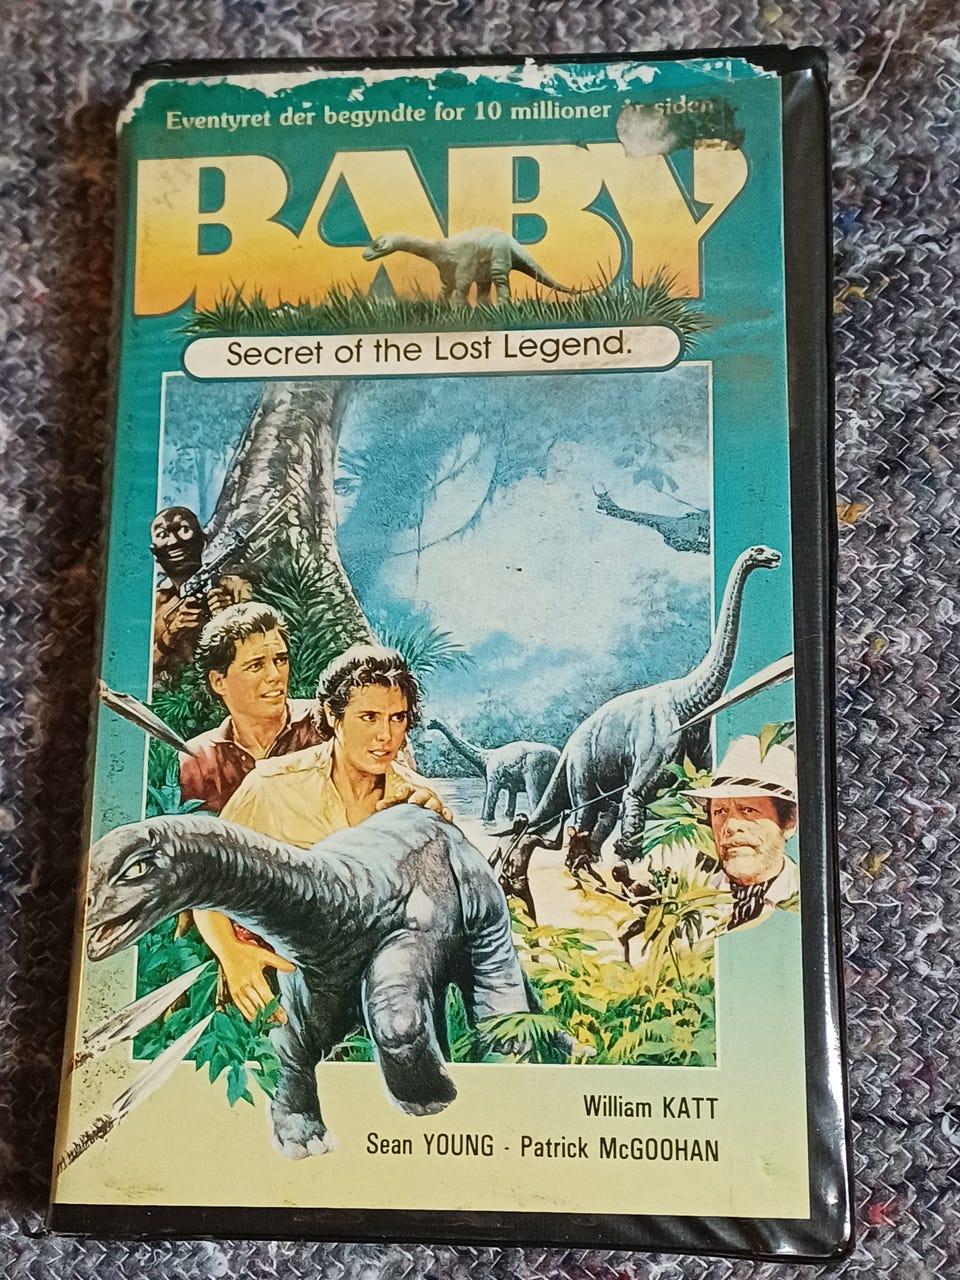 Eventyret der begyndte for 10 millioner år siden
BABY
Secret of the Lost Legend.
William KATT
Sean YOUNG - Patrick McGOOHAN